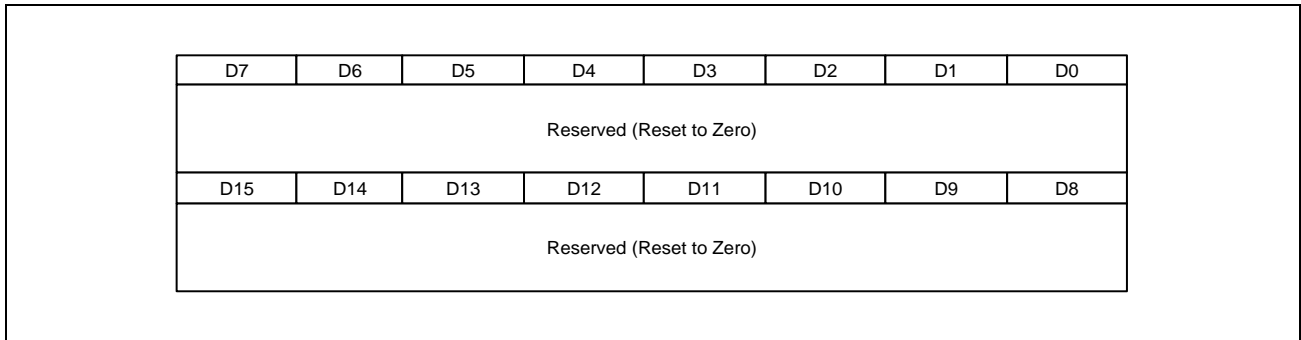 D7 D6 D5 D4 D3 D2 D1 D0
Reserved (Reset to Zero)
D15 D14 D13 D12 D11 D10 D9 D8
Reserved (Reset to Zero)